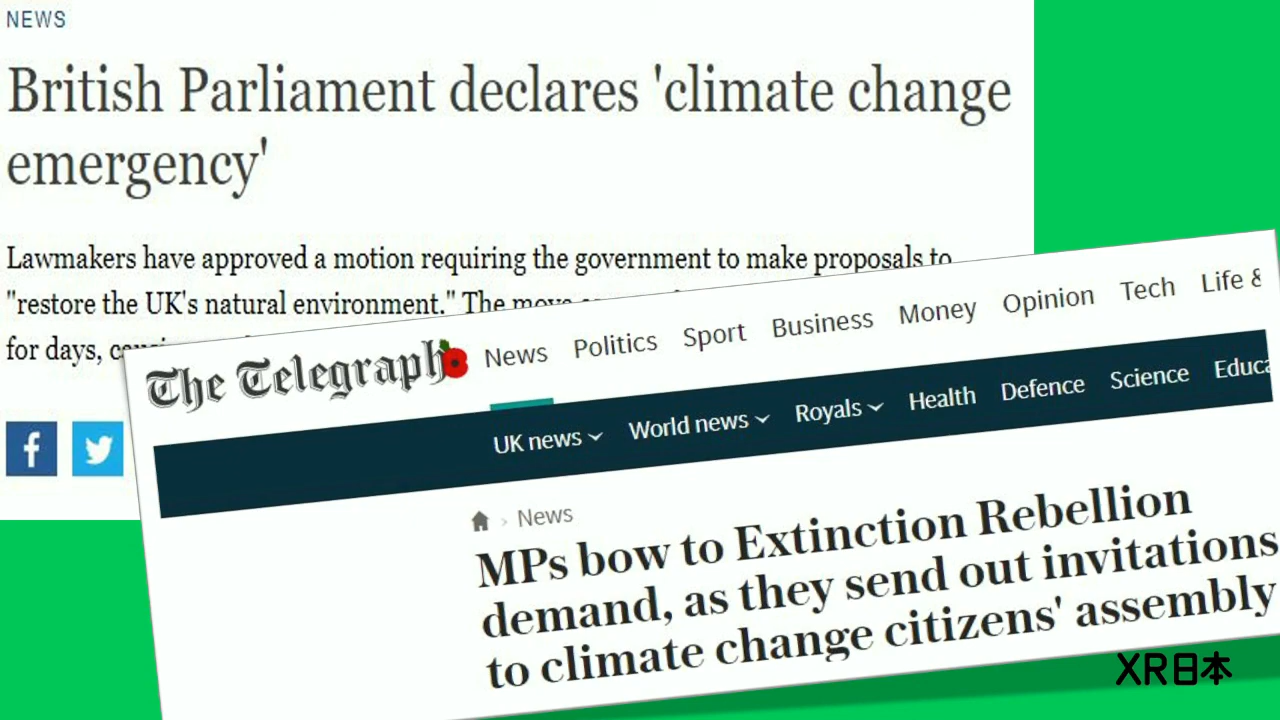 NEWS
British Parliament declares 'climate change
emergency'
Lawmakers have approved a motion requiring the government to make proposals to
"restore the UK's natural environment." The move
for days,
The Telegraph
News Politics Sport Business Money Opinion Tech Life &
UK news World news Royals Health Defence Science Educa
News
MPs bow to Extinction Rebellion
demand, as they send out invitations
to climate change citizens' assembly
XR日本